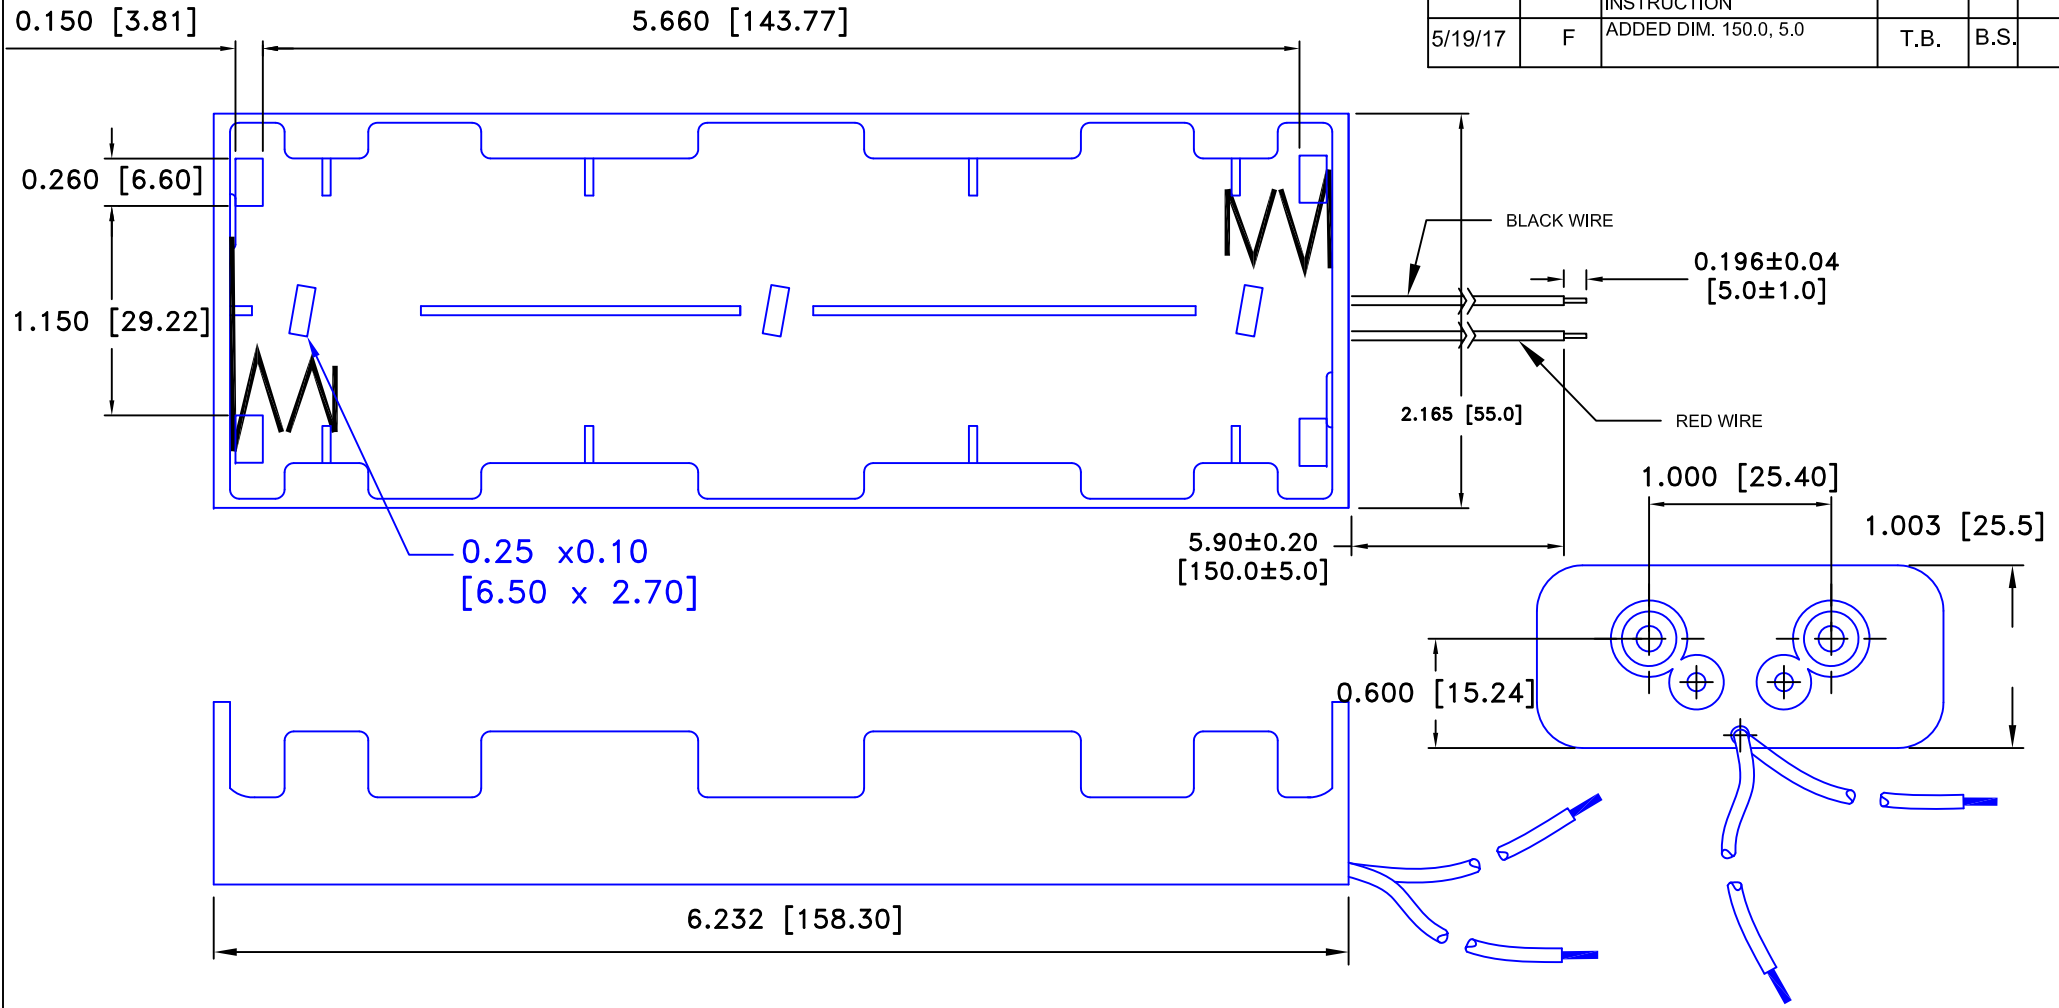 0.150 [3.81]
5.660 [143.77]
INSTRUCTION
5/19/17 F ADDED DIM. 150.0, 5.0 T.B. B.S.
0.260 [6.60]
BLACK WIRE
0.196±0.04
[5.0±1.0]
1.150 [29.22]
2.165 [55.0]
RED WIRE
1.000 [25.40]
1.003 [25.5]
0.25 x0.10
[6.50 x 2.70]
5.90±0.20
[150.0±5.0]
0.600 [15.24]
6.232 [158.30]